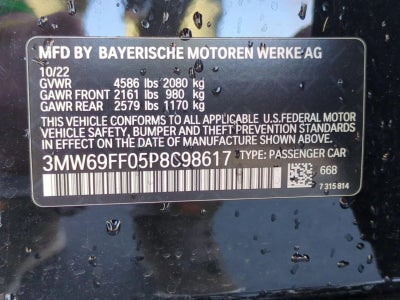 MFD BY BAYERISCHE MOTOREN WERKE AG
10/22
GVWR 4586 lbs 2080 kg
GAWR FRONT 2161 lbs 980 kg
GAWR REAR 2579 lbs 1170 kg
THIS VEHICLE CONFORMS TO ALL APPLICABLE
U.S. FEDERAL MOTOR
VEHICLE SAFETY, BUMPER, AND THEFT PREVENTION STANDARDS
IN EFFECT ON THE DATE OF MANUFACTURE SHOWN ABOVE.
3MW69FF05P8C98617 TYPE: PASSENGER CAR
668
7 315 814